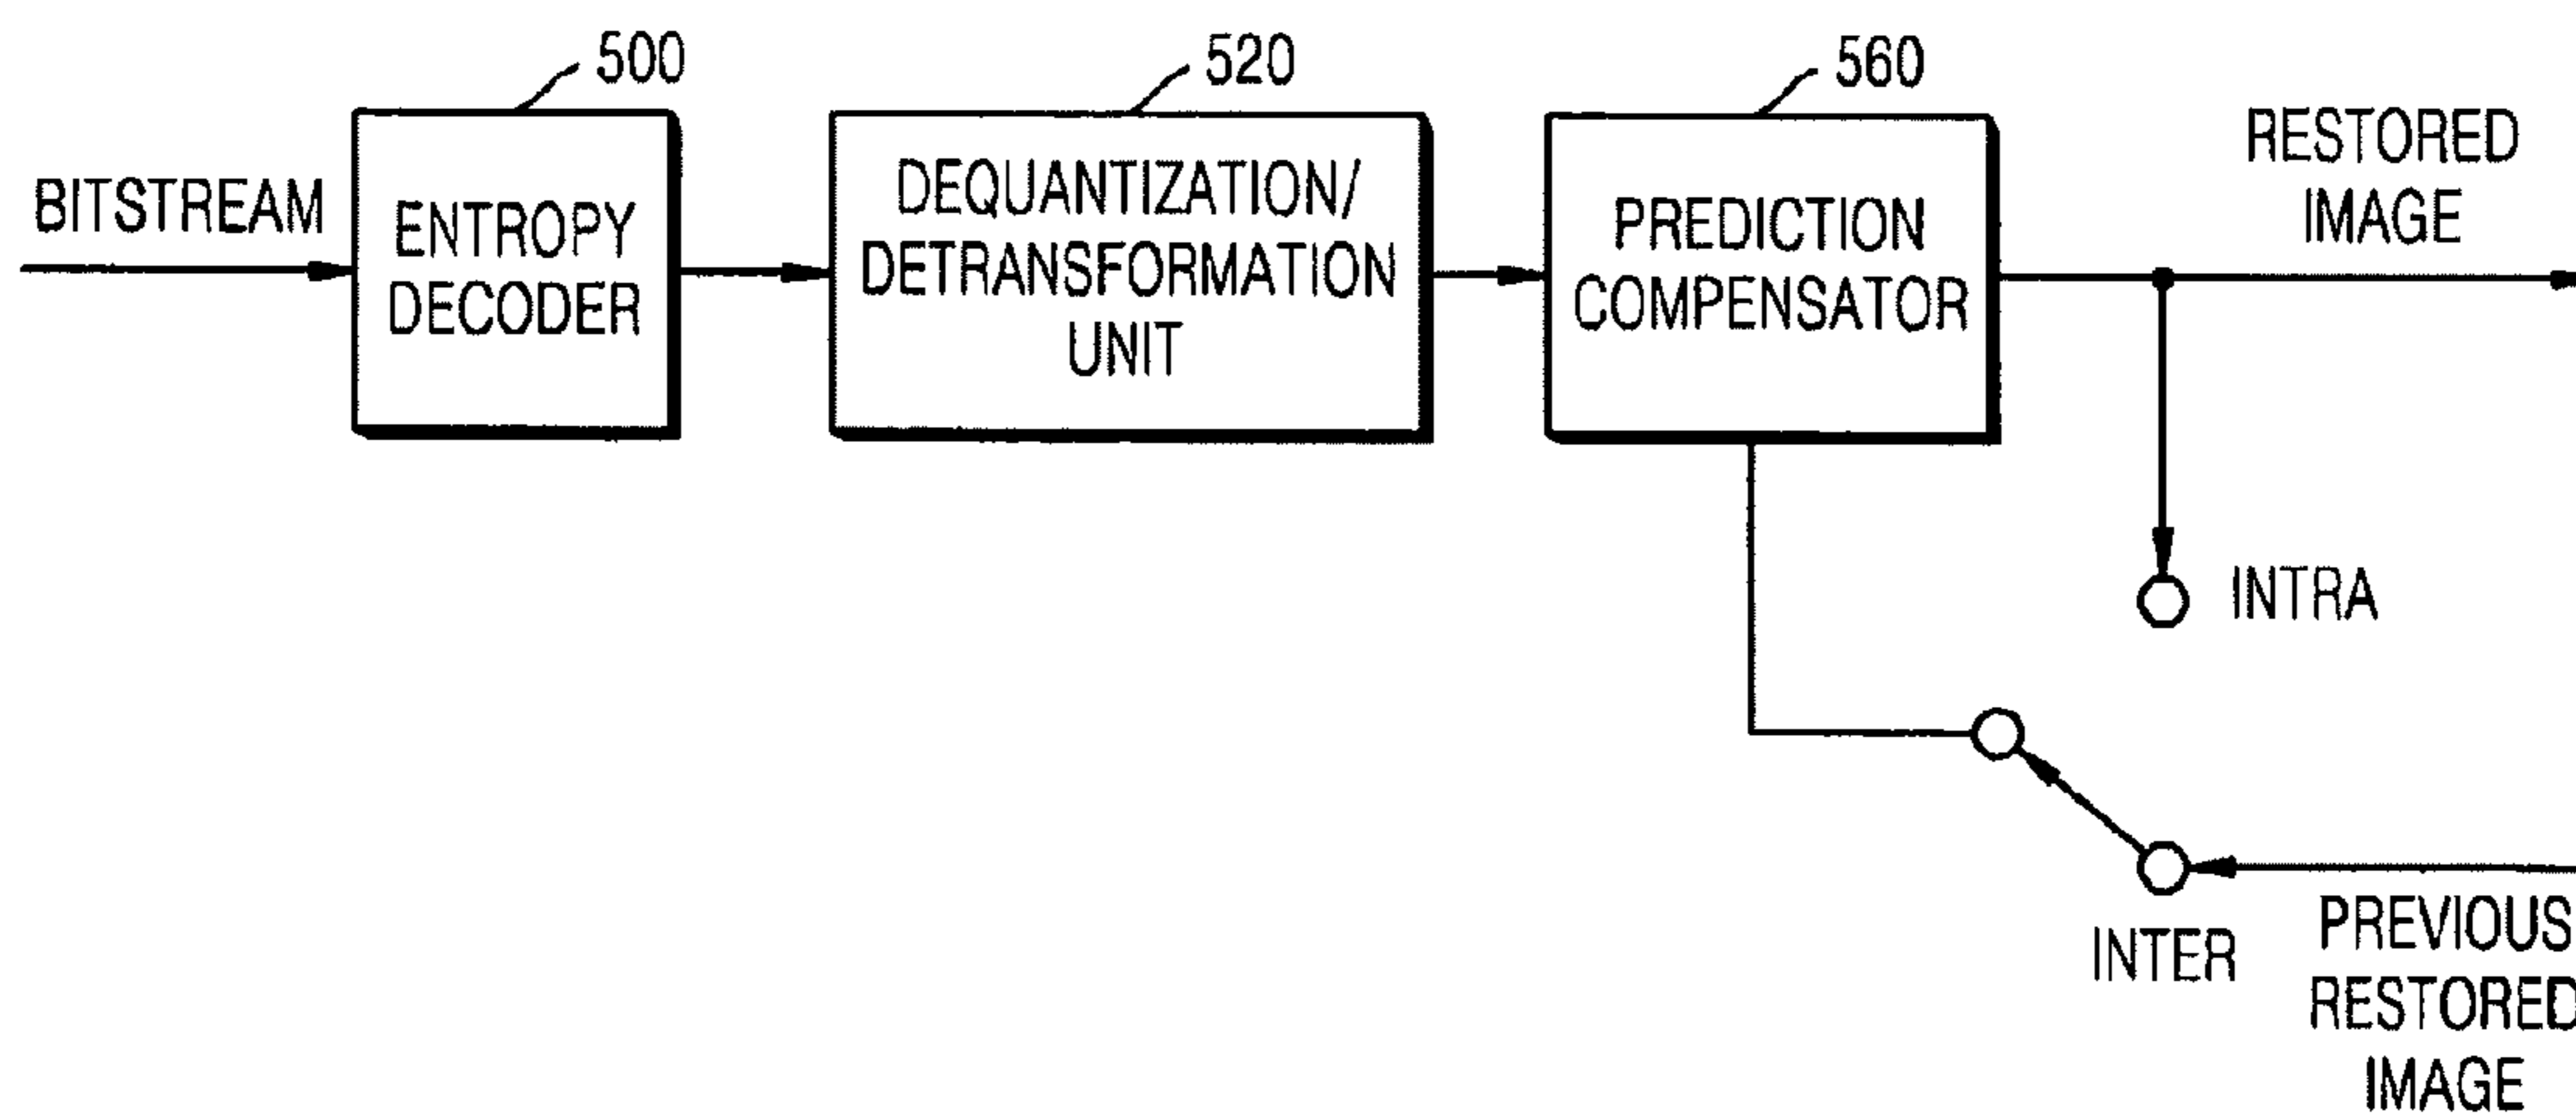 500
520
560
BITSTREAM
ENTROPY
DECODER
DEQUANTIZATION/
DETRANSFORMATION
UNIT
PREDICTION
COMPENSATOR
RESTORED
IMAGE
INTRA
INTER
PREVIOUS
RESTORED
IMAGE